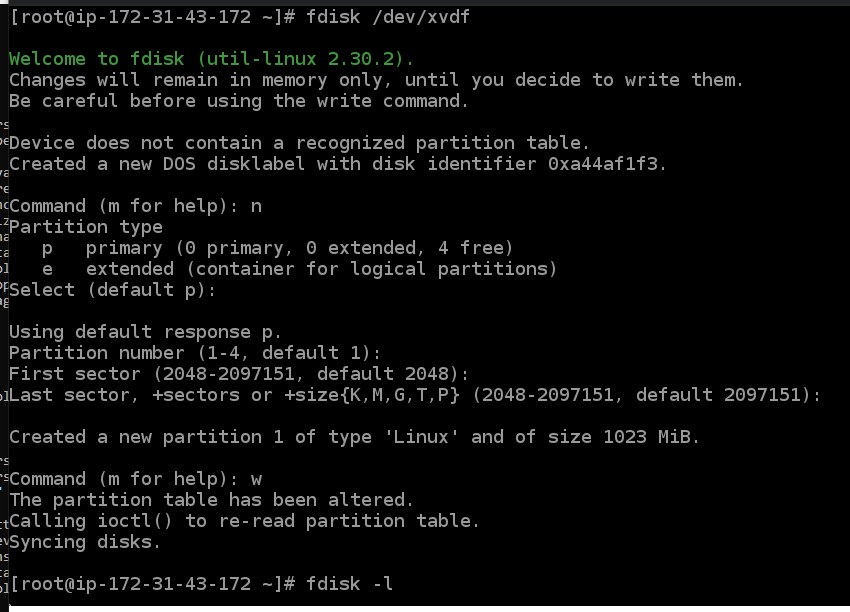 [root@ip-172-31-43-172 ~]# fdisk /dev/xvdf
Welcome to fdisk (util-linux 2.30.2).
Changes will remain in memory only, until you decide to write them.
Be careful before using the write command.
Device does not contain a recognized partition table.
Created a new DOS disklabel with disk identifier 0xa44af1f3.
Command (m for help): n
Partition type
   p   primary (0 primary, 0 extended, 4 free)
   e   extended (container for logical partitions)
Select (default p):
Using default response p.
Partition number (1-4, default 1):
First sector (2048-2097151, default 2048):
Last sector, +sectors or +size{K,M,G,T,P} (2048-2097151, default 2097151):
Created a new partition 1 of type 'Linux' and of size 1023 MiB.
Command (m for help): w
The partition table has been altered.
Calling ioctl() to re-read partition table.
Syncing disks.
[root@ip-172-31-43-172 ~]# fdisk -l